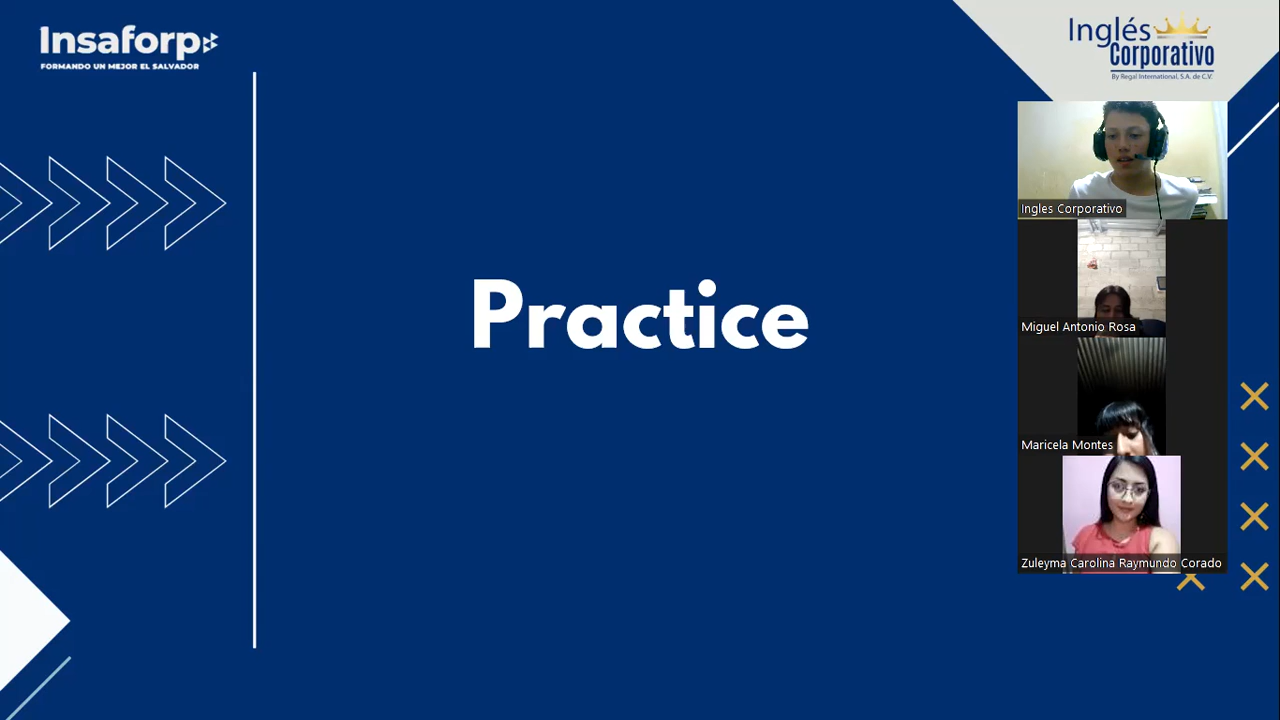 Insaforp
FORMANDO UN MEJOR EL SALVADOR
Inglés
Corporativo
By Regal International, S.A. de C.V.
Practice
Ingles Corporativo
Miguel Antonio Rosa
Maricela Montes
Zuleyma Carolina Raymundo Corado